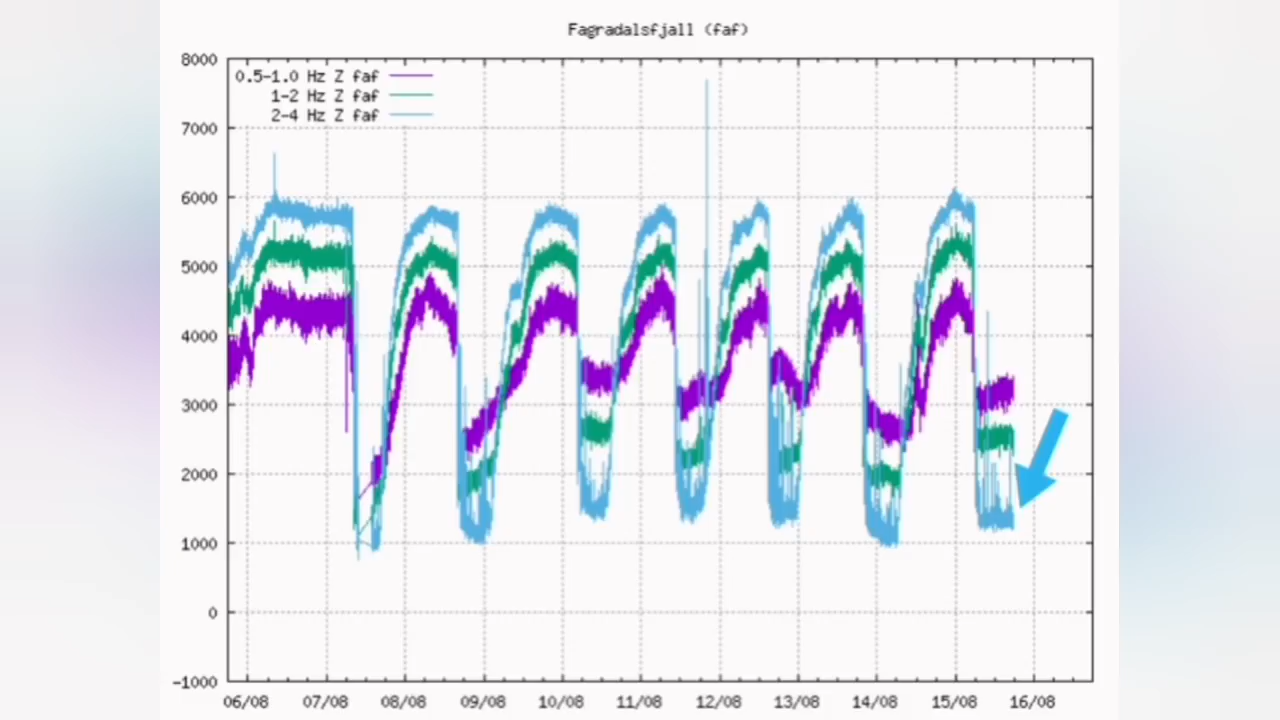 Fagradalsfjall (faf)
8000
0.5-1.0 Hz Z faf
1-2 Hz Z faf
2-4 Hz Z faf
7000
6000
5000
4000
3000
2000
1000
0
-1000
06/08 07/08 08/08 09/08 10/08 11/08 12/08 13/08 14/08 15/08 16/08